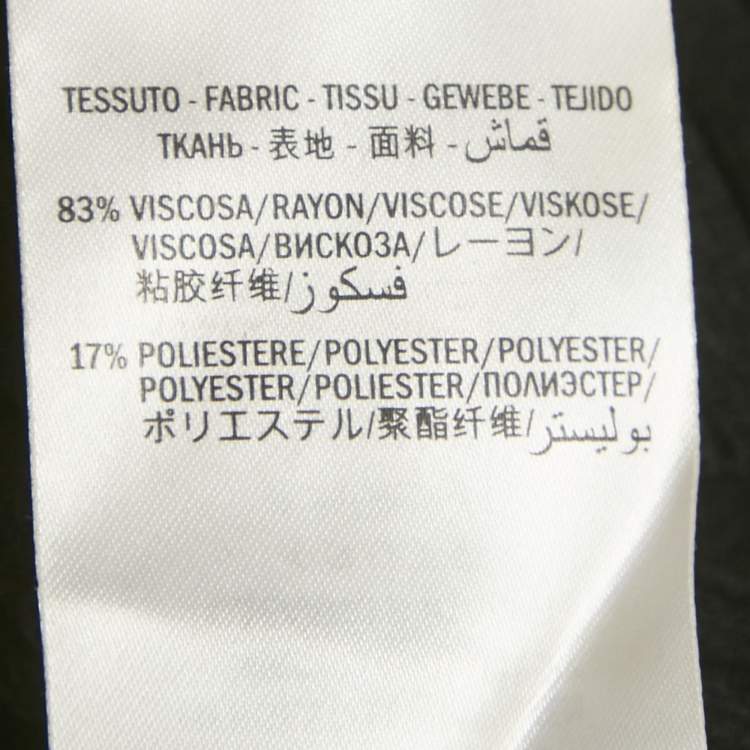 TESSUTO - FABRIC - TISSU - GEWEBE - TEJIDO
ТКАНЬ - 表地 - 面料 - قماش
83% VISCOSA/RAYON/VISCOSE/VISKOSE/
VISCOSA/ВИСКОЗА/レーヨン/
粘胶纤维/فسكوز
17% POLIESTERE/POLYESTER/POLYESTER/
POLYESTER/POLIESTER/ПОЛИЭСТЕР/
ポリエステル/聚酯纤维/بوليستر